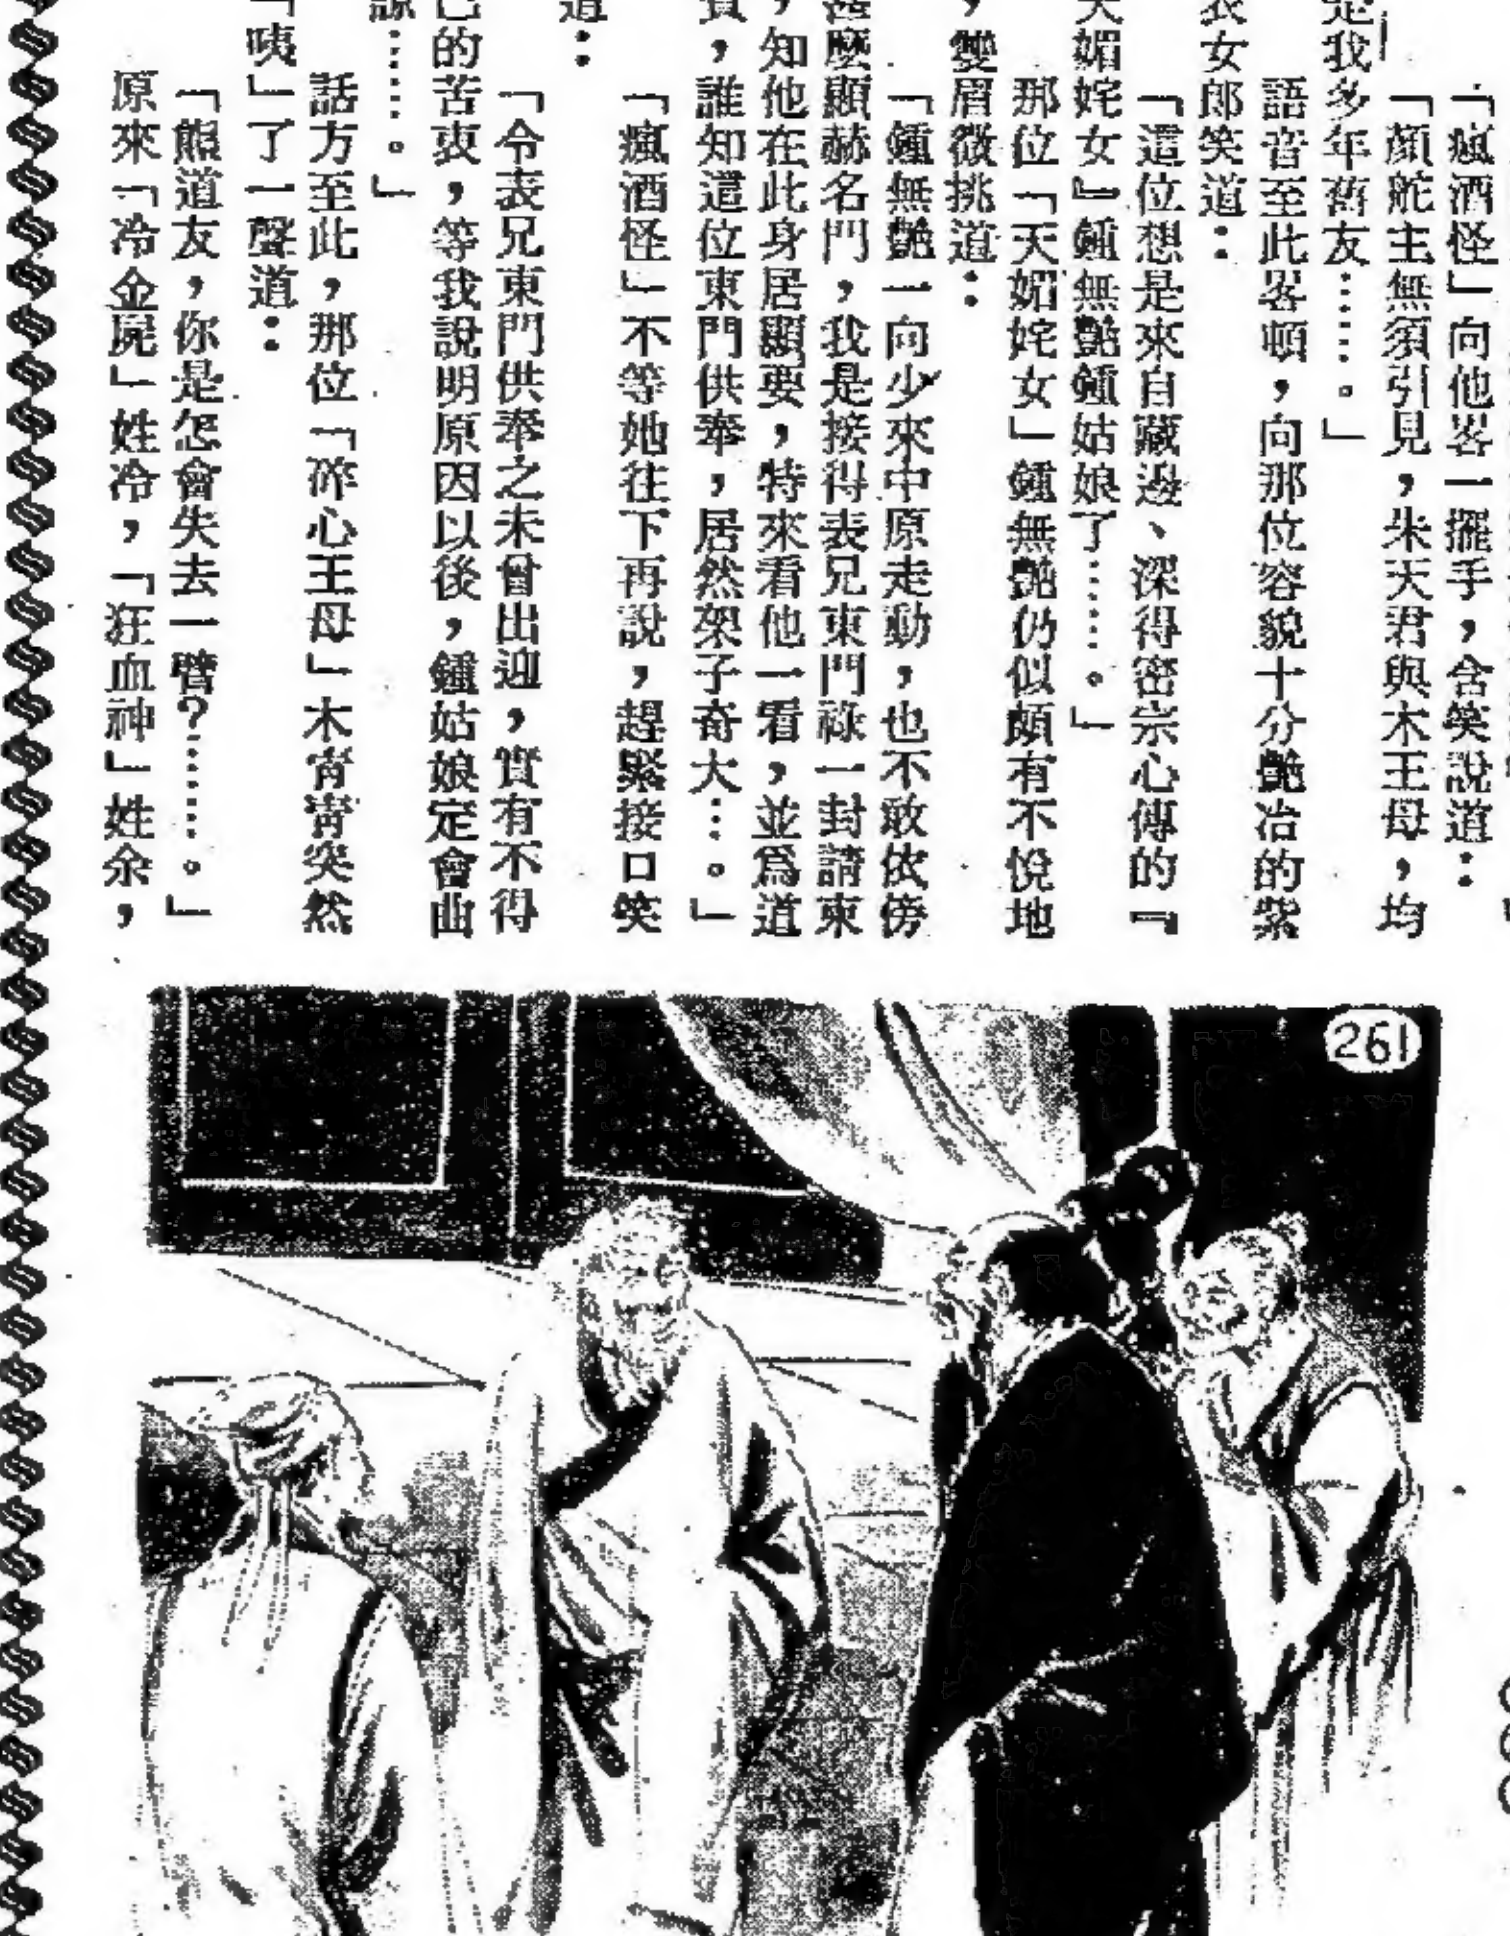 「瘋酒怪」向他畧一擺手，含笑說道：
「顏舵主無須引見，朱天君與木王母，均
是我多年舊友……。」
語音至此畧頓，向那位容貌十分艷冶的紫
衣女郎笑道：
「這位想是來自藏邊、深得密宗心傳的『
天媚姹女』鍾無艷鍾姑娘了……。」
那位「天媚姹女」鍾無艷仍似頗有不悅地
，雙眉微挑道：
「鍾無艷一向少來中原走動，也不敢依傍
麼顯赫名門，我是接得表兄東門祿一封請柬
，知他在此身居顯要，特來看他一看，並爲道
賀，誰知這位東門供奉，居然架子奇大…。」
「瘋酒怪」不等她往下再說，趕緊接口笑
道：
「令表兄東門供奉之未曾出迎，實有不得
已的苦衷，等我說明原因以後，鍾姑娘定會曲
諒……。」
話方至此，那位「碎心王母」木宵宵突然
「咦」了一聲道：
「熊道友，你是怎會失去一臂？……。」
原來「冷金屍」姓冷，「狂血神」姓余，
261